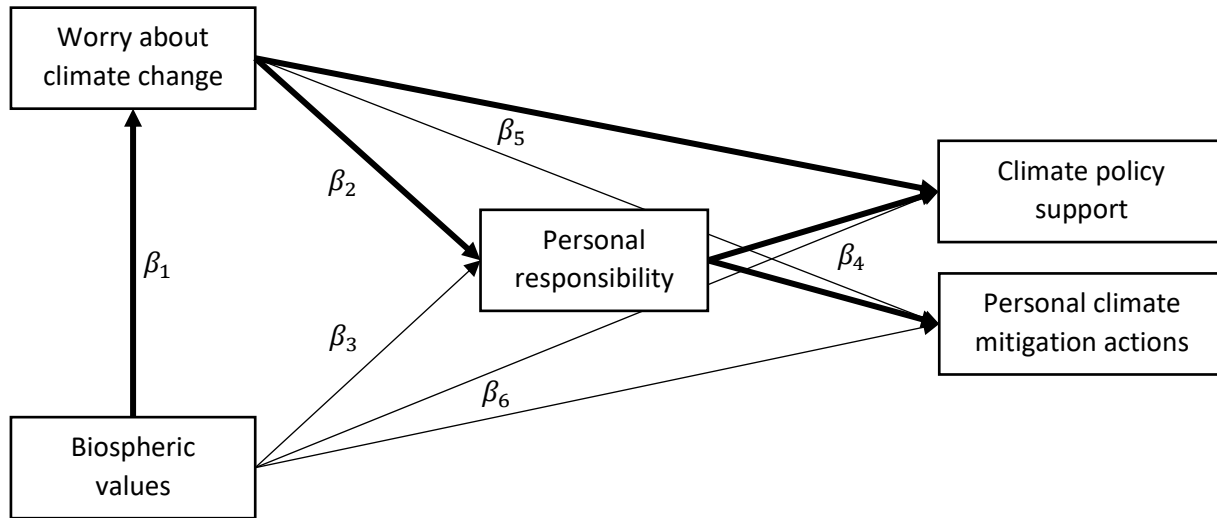 Worry about
climate change
β₅
Climate policy
support
β₂
Personal
responsibility
β₄
β₁
Personal climate
mitigation actions
β₃
β₆
Biospheric
values